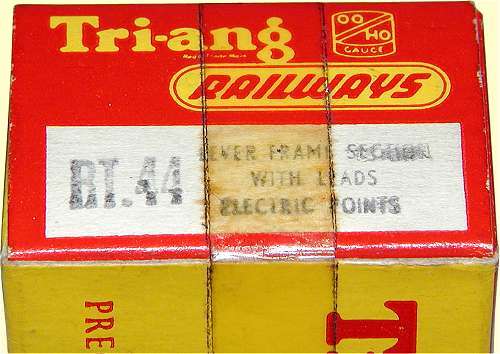 Tri-ang
OO
HO
GAUGE
RAILWAYS
RT.44
LEVER FRAME SECTION
WITH LEADS
ELECTRIC POINTS
PRE
T